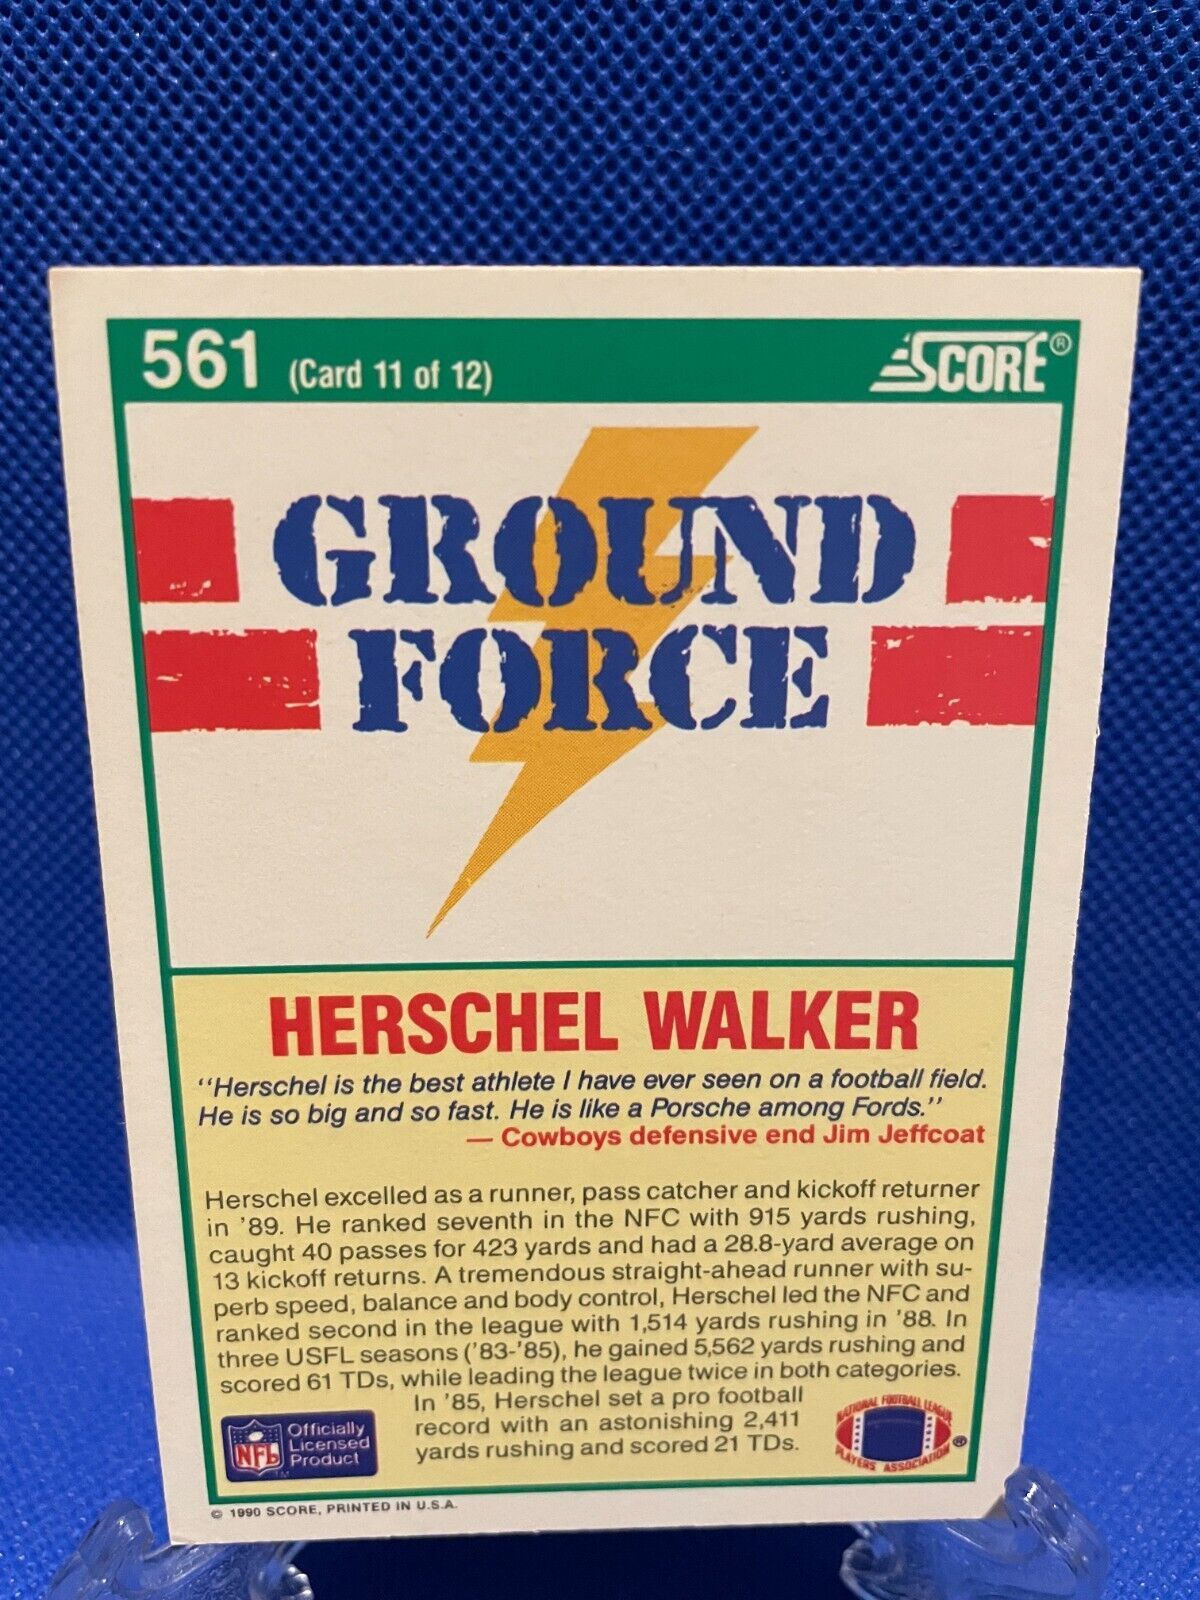 561 (Card 11 of 12) SCORE®
GROUND
FORCE
HERSCHEL WALKER
"Herschel is the best athlete I have ever seen on a football field.
He is so big and so fast. He is like a Porsche among Fords."
— Cowboys defensive end Jim Jeffcoat
Herschel excelled as a runner, pass catcher and kickoff returner
in '89. He ranked seventh in the NFC with 915 yards rushing,
caught 40 passes for 423 yards and had a 28.8-yard average on
13 kickoff returns. A tremendous straight-ahead runner with su-
perb speed, balance and body control, Herschel led the NFC and
ranked second in the league with 1,514 yards rushing in '88. In
three USFL seasons ('83-'85), he gained 5,562 yards rushing and
scored 61 TDs, while leading the league twice in both categories.
In '85, Herschel set a pro football
record with an astonishing 2,411
yards rushing and scored 21 TDs.
NFL
Officially
Licensed
Product
TM
NATIONAL FOOTBALL LEAGUE
PLAYERS ASSOCIATION ®
© 1990 SCORE, PRINTED IN U.S.A.